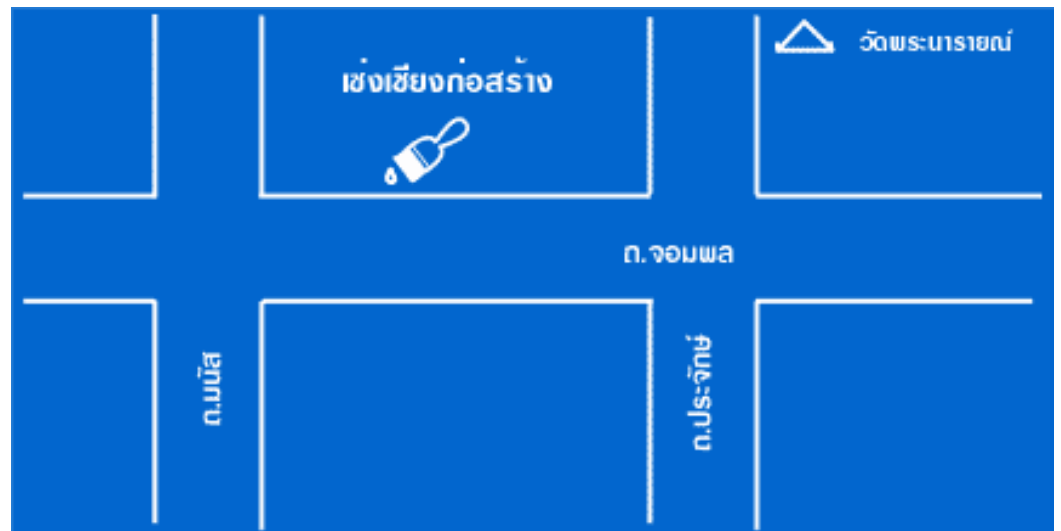 วัดพระนารายณ์
เช่งเชียงก่อสร้าง
ถ.จอมพล
ถ.มนัส
ถ.ประจักษ์